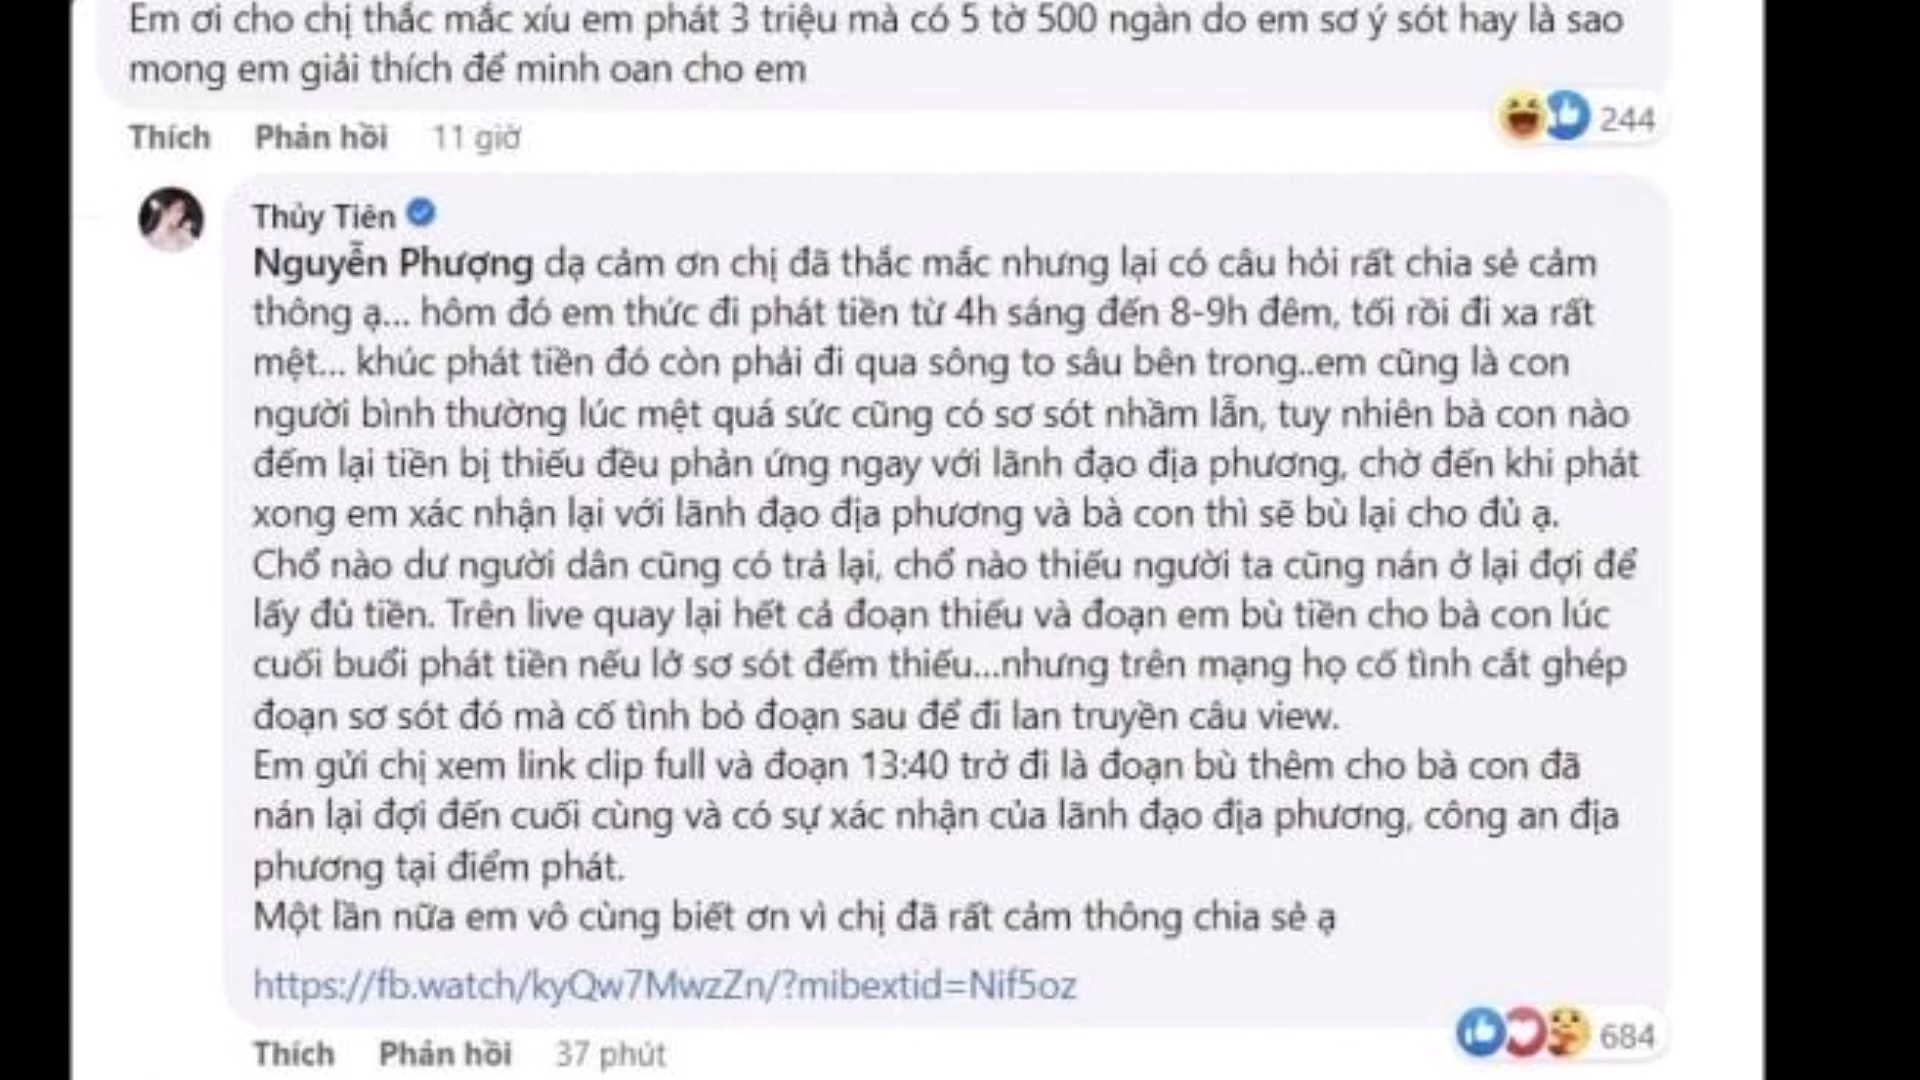 Em ơi cho chị thắc mắc xíu em phát 3 triệu mà có 5 tờ 500 ngàn do em sơ ý sót hay là sao
mong em giải thích để minh oan cho em
244
Thích Phản hồi 11 giờ
Thủy Tiên
Nguyễn Phượng dạ cảm ơn chị đã thắc mắc nhưng lại có câu hỏi rất chia sẻ cảm
thông ạ... hôm đó em thức đi phát tiền từ 4h sáng đến 8-9h đêm, tối rồi đi xa rất
mệt... khúc phát tiền đó còn phải đi qua sông to sâu bên trong..em cũng là con
người bình thường lúc mệt quá sức cũng có sơ sót nhầm lẫn, tuy nhiên bà con nào
đếm lại tiền bị thiếu đều phản ứng ngay với lãnh đạo địa phương, chờ đến khi phát
xong em xác nhận lại với lãnh đạo địa phương và bà con thì sẽ bù lại cho đủ ạ.
Chổ nào dư người dân cũng có trả lại, chổ nào thiếu người ta cũng nán ở lại đợi để
lấy đủ tiền. Trên live quay lại hết cả đoạn thiếu và đoạn em bù tiền cho bà con lúc
cuối buổi phát tiền nếu lở sơ sót đếm thiếu...nhưng trên mạng họ cố tình cắt ghép
đoạn sơ sót đó mà cố tình bỏ đoạn sau để đi lan truyền câu view.
Em gửi chị xem link clip full và đoạn 13:40 trở đi là đoạn bù thêm cho bà con đã
nán lại đợi đến cuối cùng và có sự xác nhận của lãnh đạo địa phương, công an địa
phương tại điểm phát.
Một lần nữa em vô cùng biết ơn vì chị đã rất cảm thông chia sẻ ạ
https://fb.watch/kyQw7MwzZn/?mibextid=Nif5oz
684
Thích Phản hồi 37 phút